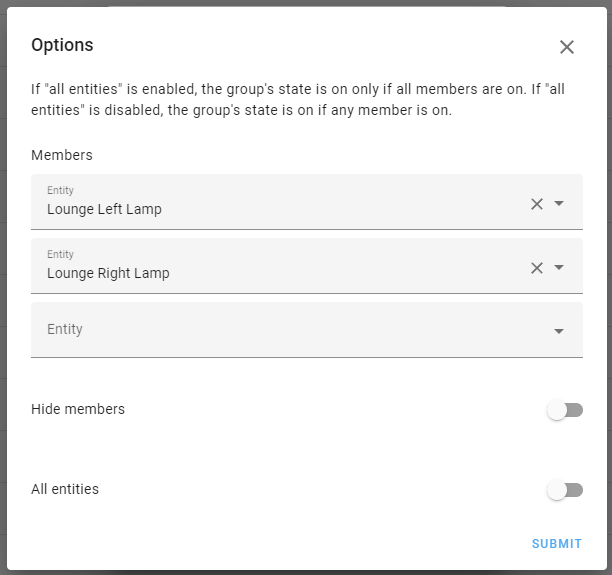 Options
If "all entities" is enabled, the group's state is on only if all members are on. If "all
entities" is disabled, the group's state is on if any member is on.
Members
Entity
Lounge Left Lamp
Entity
Lounge Right Lamp
Entity
Hide members
All entities
SUBMIT